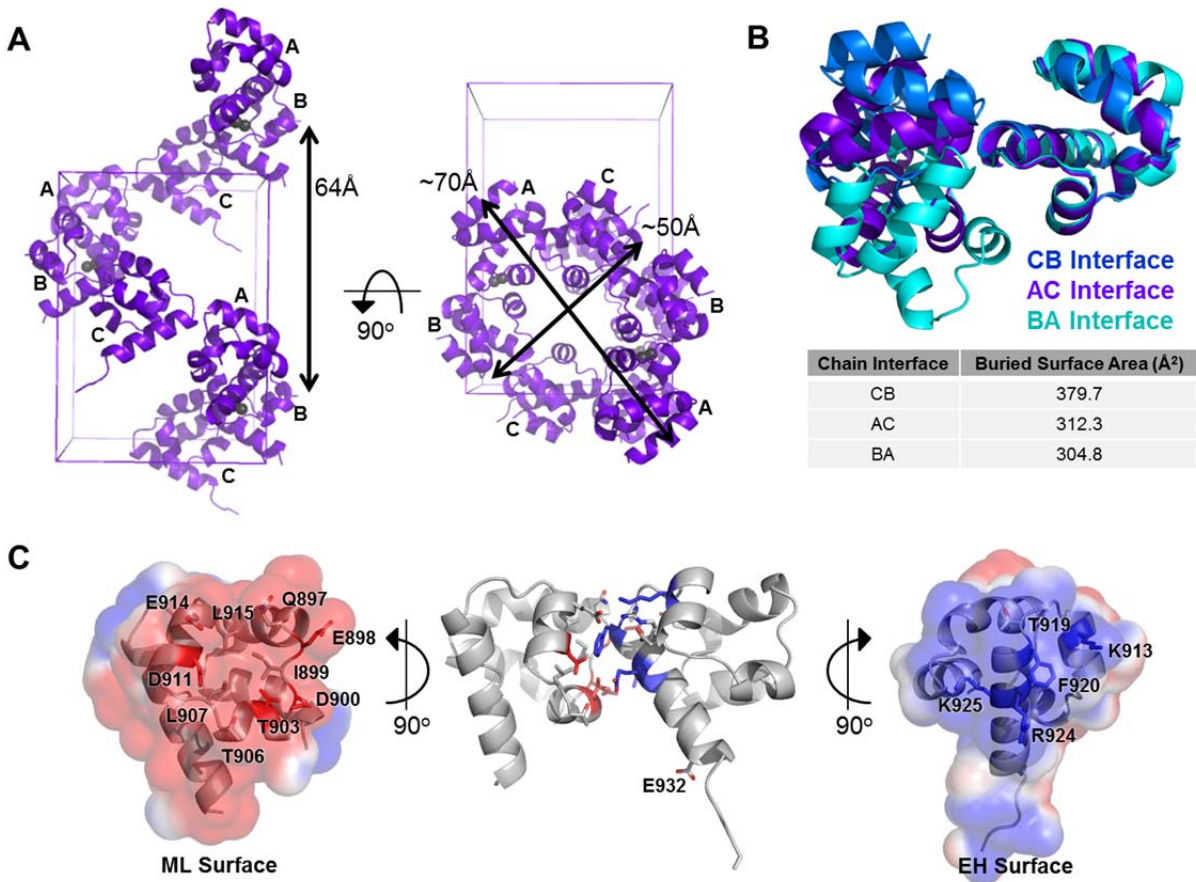 A
A
B
64Å
C
A
B
C
A
B
C
90°
~70Å
A
C
~50Å
B
B
C
A
B
CB Interface
AC Interface
BA Interface
Chain Interface Buried Surface Area (Å²)
CB 379.7
AC 312.3
BA 304.8
C
E914
L915
Q897
E898
I899
D911
D900
L907
T903
T906
ML Surface
90°
E932
90°
T919
K913
F920
K925
R924
EH Surface